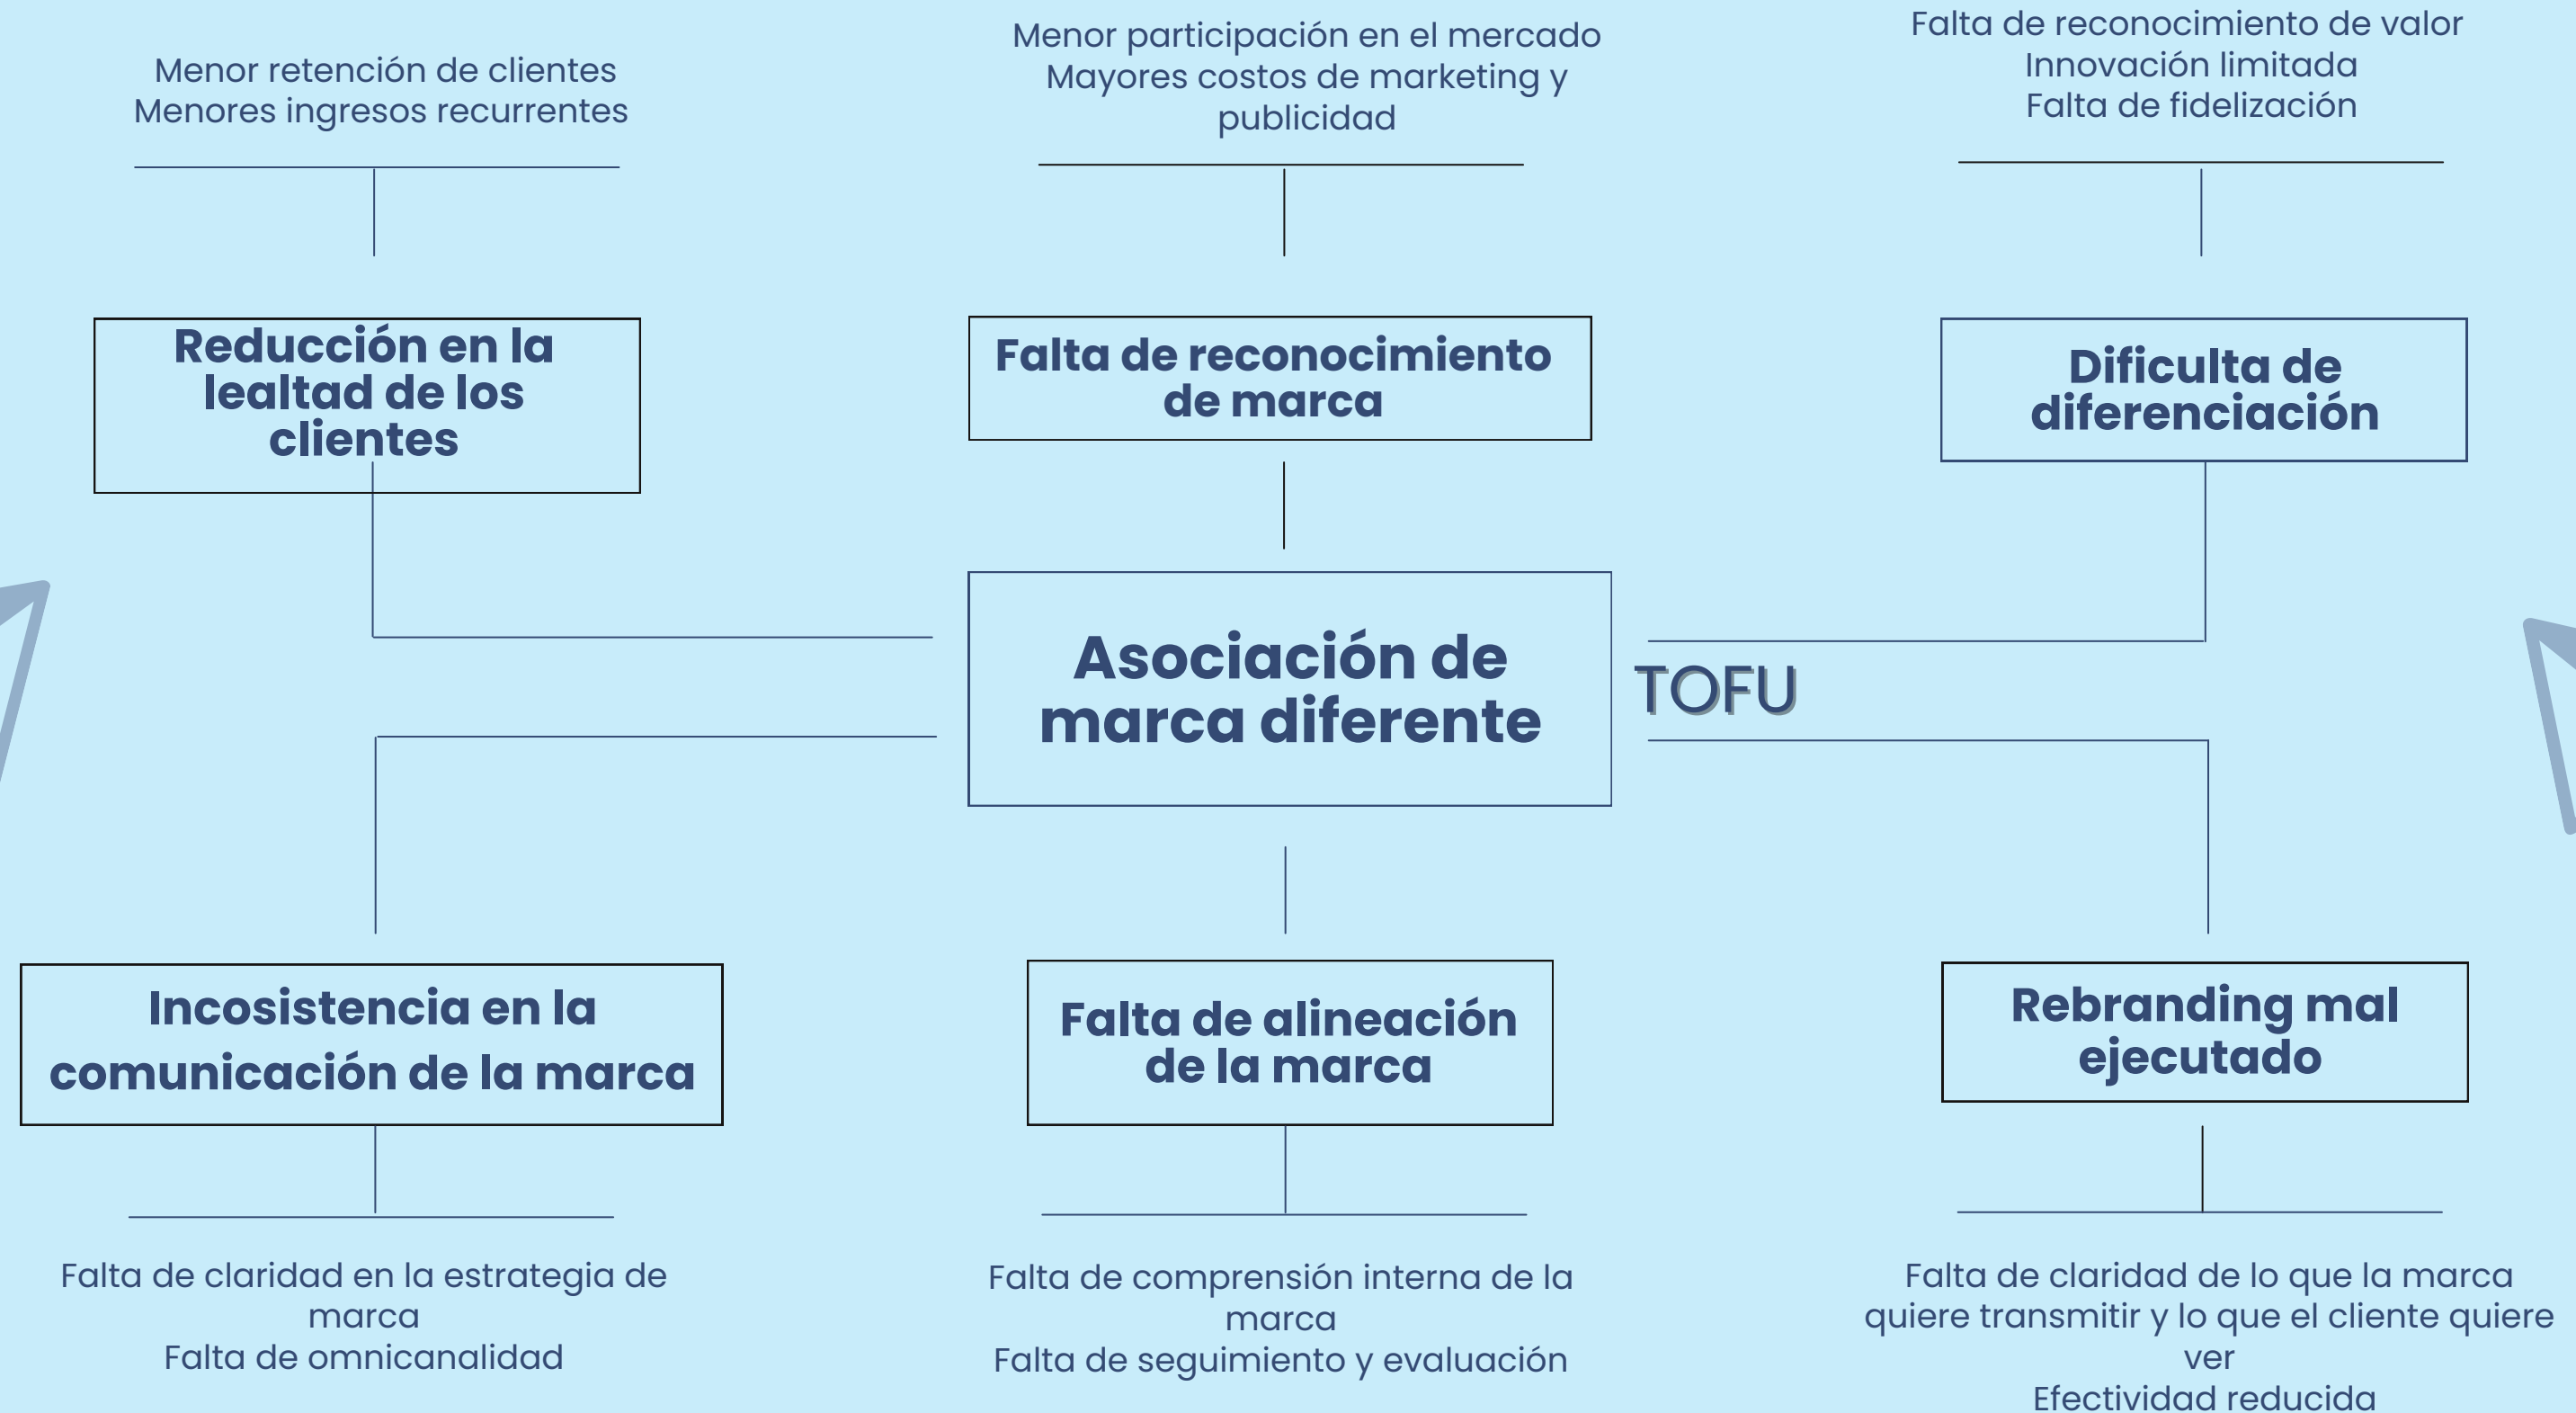 Menor retención de clientes
Menores ingresos recurrentes
Menor participación en el mercado
Mayores costos de marketing y
publicidad
Falta de reconocimiento de valor
Innovación limitada
Falta de fidelización
Reducción en la
lealtad de los
clientes
Falta de reconocimiento
de marca
Dificulta de
diferenciación
Asociación de
marca diferente
TOFU
Incosistencia en la
comunicación de la marca
Falta de alineación
de la marca
Rebranding mal
ejecutado
Falta de claridad en la estrategia de
marca
Falta de omnicanalidad
Falta de comprensión interna de la
marca
Falta de seguimiento y evaluación
Falta de claridad de lo que la marca
quiere transmitir y lo que el cliente quiere
ver
Efectividad reducida